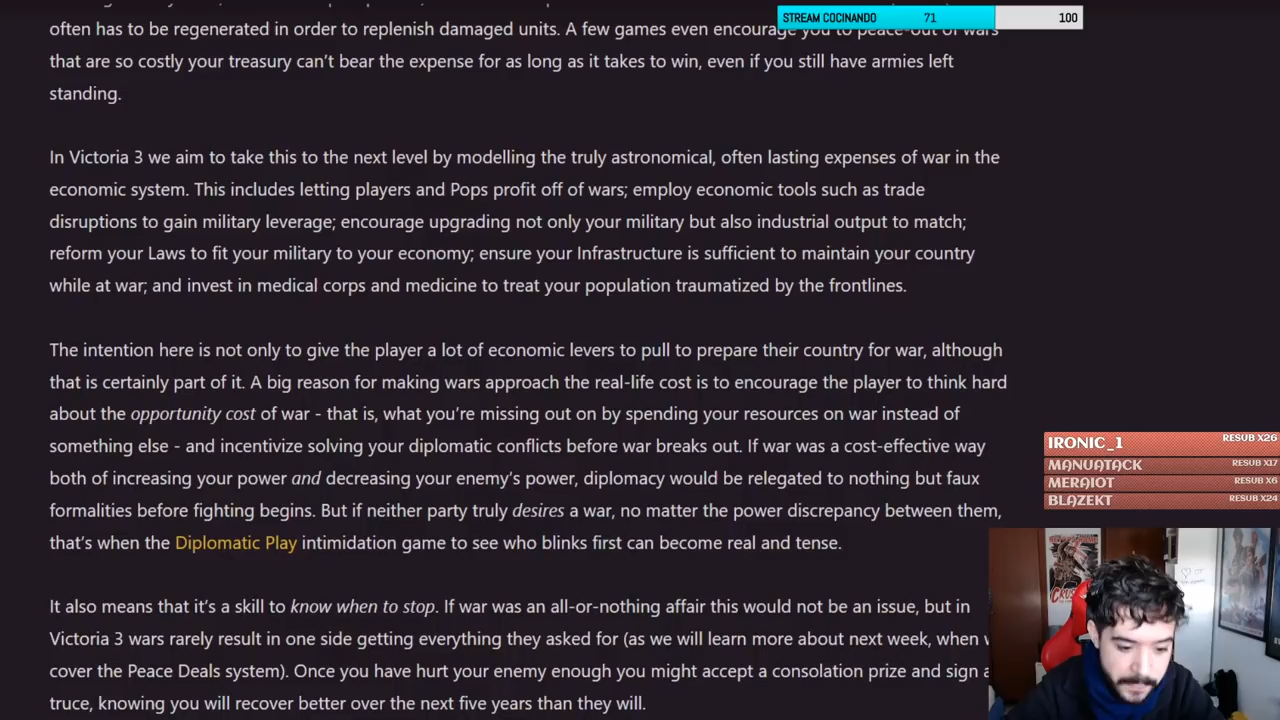 STREAM COCINANDO 71 100
often has to be regenerated in order to replenish damaged units. A few games even encourage you to peace-out of wars
that are so costly your treasury can't bear the expense for as long as it takes to win, even if you still have armies left
standing.
In Victoria 3 we aim to take this to the next level by modelling the truly astronomical, often lasting expenses of war in the
economic system. This includes letting players and Pops profit off of wars; employ economic tools such as trade
disruptions to gain military leverage; encourage upgrading not only your military but also industrial output to match;
reform your Laws to fit your military to your economy; ensure your Infrastructure is sufficient to maintain your country
while at war; and invest in medical corps and medicine to treat your population traumatized by the frontlines.
The intention here is not only to give the player a lot of economic levers to pull to prepare their country for war, although
that is certainly part of it. A big reason for making wars approach the real-life cost is to encourage the player to think hard
about the opportunity cost of war - that is, what you're missing out on by spending your resources on war instead of
something else - and incentivize solving your diplomatic conflicts before war breaks out. If war was a cost-effective way
both of increasing your power and decreasing your enemy's power, diplomacy would be relegated to nothing but faux
formalities before fighting begins. But if neither party truly desires a war, no matter the power discrepancy between them,
that's when the Diplomatic Play intimidation game to see who blinks first can become real and tense.
It also means that it's a skill to know when to stop. If war was an all-or-nothing affair this would not be an issue, but in
Victoria 3 wars rarely result in one side getting everything they asked for (as we will learn more about next week, when
cover the Peace Deals system). Once you have hurt your enemy enough you might accept a consolation prize and sign a
truce, knowing you will recover better over the next five years than they will.
IRONIC_1 RESUB X26
MANUATACK RESUB X17
MERAIOT RESUB X6
BLAZEKT RESUB X24